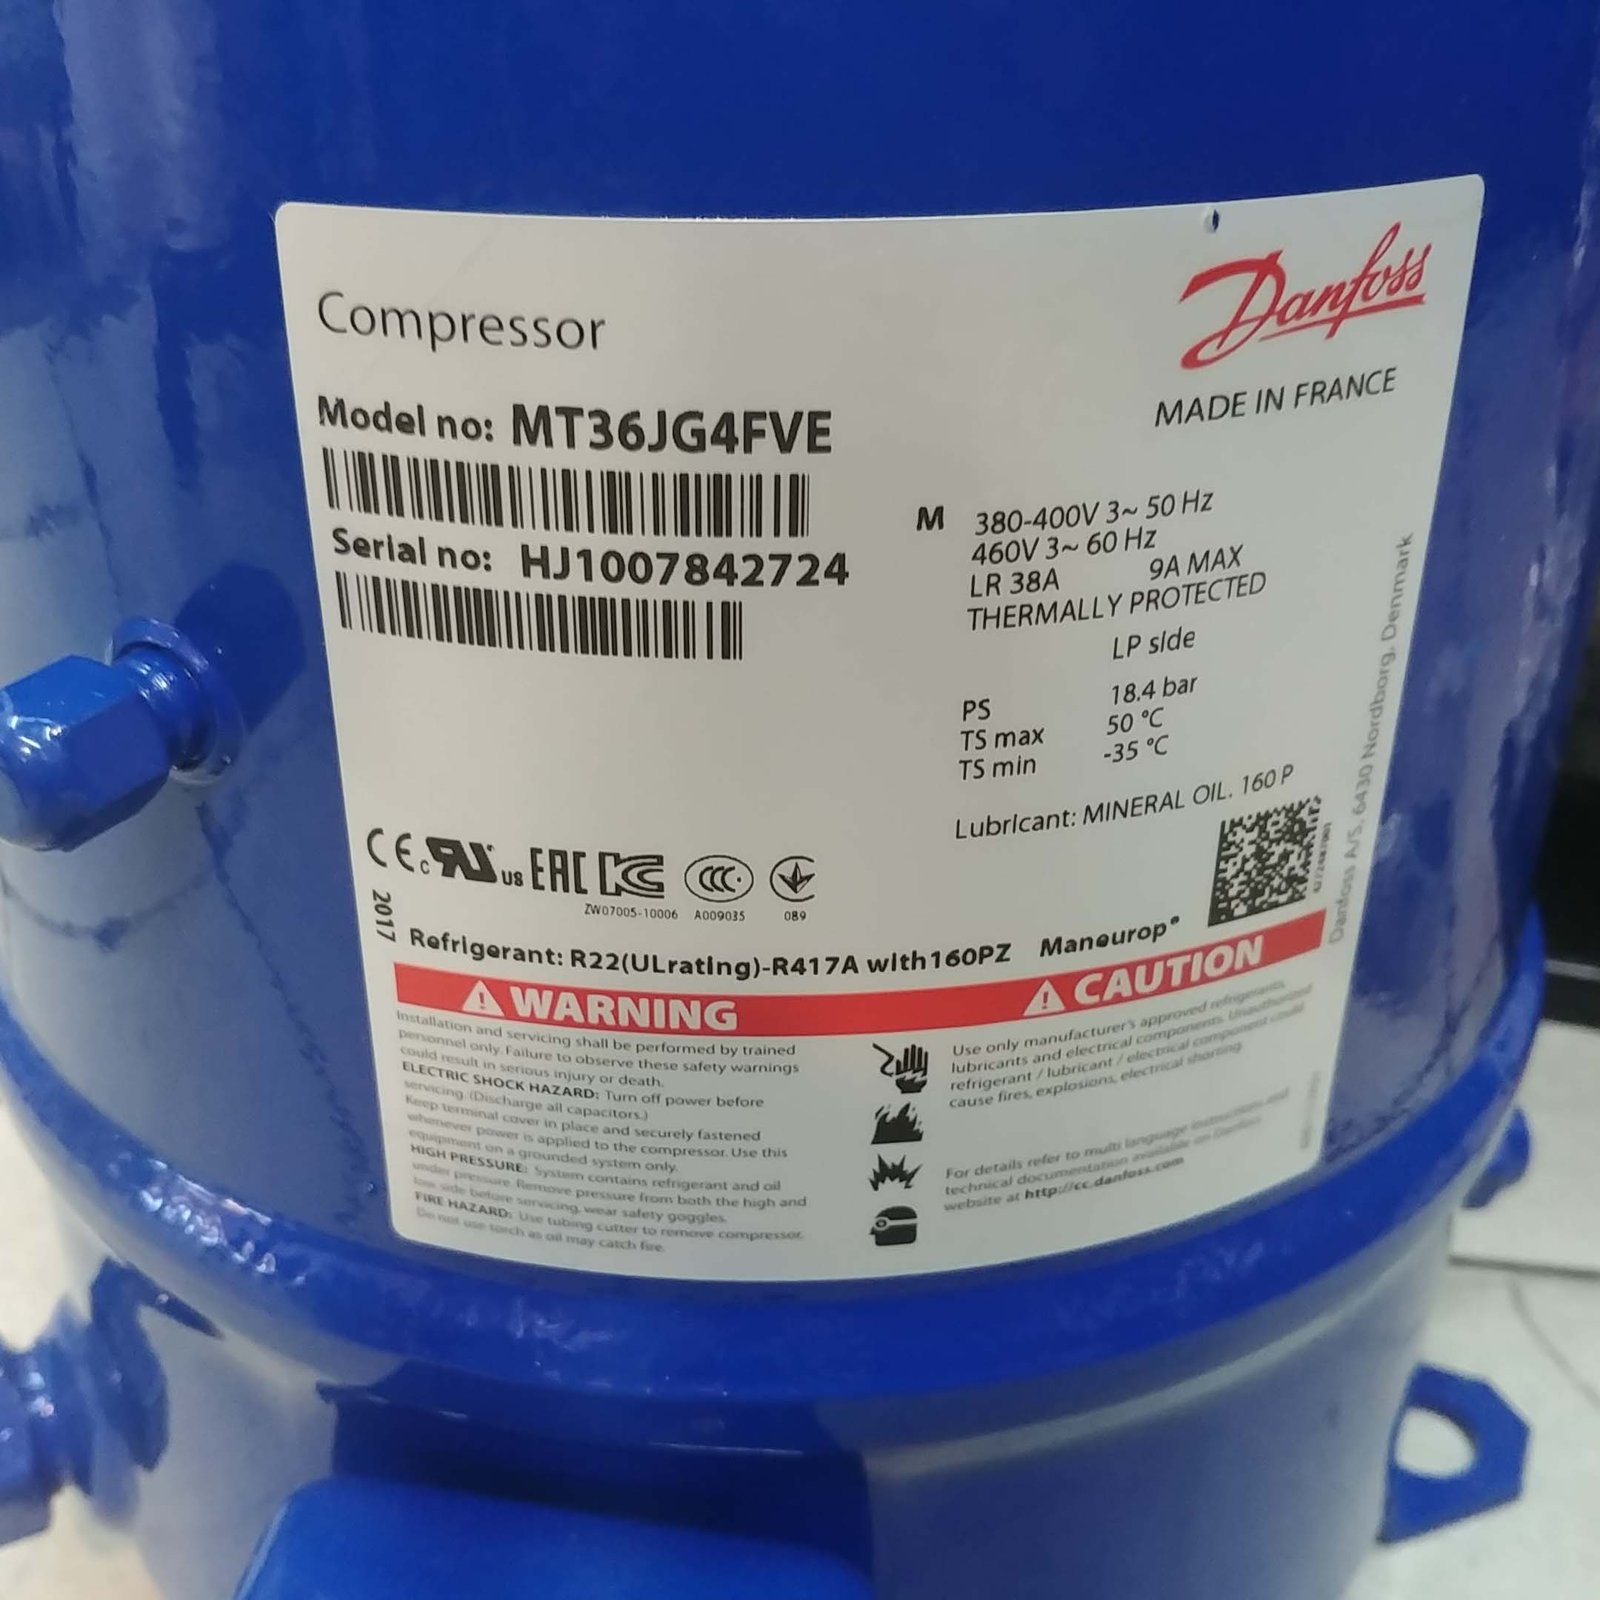 Danfoss
MADE IN FRANCE
Compressor
Model no: MT36JG4FVE
Serial no: HJ1007842724
M 380-400V 3~ 50 Hz
460V 3~ 60 Hz
LR 38A 9A MAX
THERMALLY PROTECTED
LP side
PS 18.4 bar
TS max 50 °C
TS min -35 °C
Lubricant: MINERAL OIL. 160 P
Danfoss A/S, 6430 Nordborg, Denmark
CE c RU us EAC KC CCC
ZW07005-10006 A009035 089
2017
Refrigerant: R22(ULrating)-R417A with160PZ Maneurop®
WARNING
Installation and servicing shall be performed by trained
personnel only. Failure to observe these safety warnings
could result in serious injury or death.
ELECTRIC SHOCK HAZARD: Turn off power before
servicing. (Discharge all capacitors.)
Keep terminal cover in place and securely fastened
whenever power is applied to the compressor. Use this
equipment on a grounded system only.
HIGH PRESSURE: System contains refrigerant and oil
under pressure. Remove pressure from both the high and
low side before servicing, wear safety goggles.
FIRE HAZARD: Use tubing cutter to remove compressor.
Do not use torch as oil may catch fire.
CAUTION
Use only manufacturer's approved refrigerants,
lubricants and electrical components. Unauthorized
refrigerant / lubricant / electrical component could
cause fires, explosions, electrical shorting.
For details refer to multi language instructions and
technical documentation available on Danfoss
website at http://cc.danfoss.com